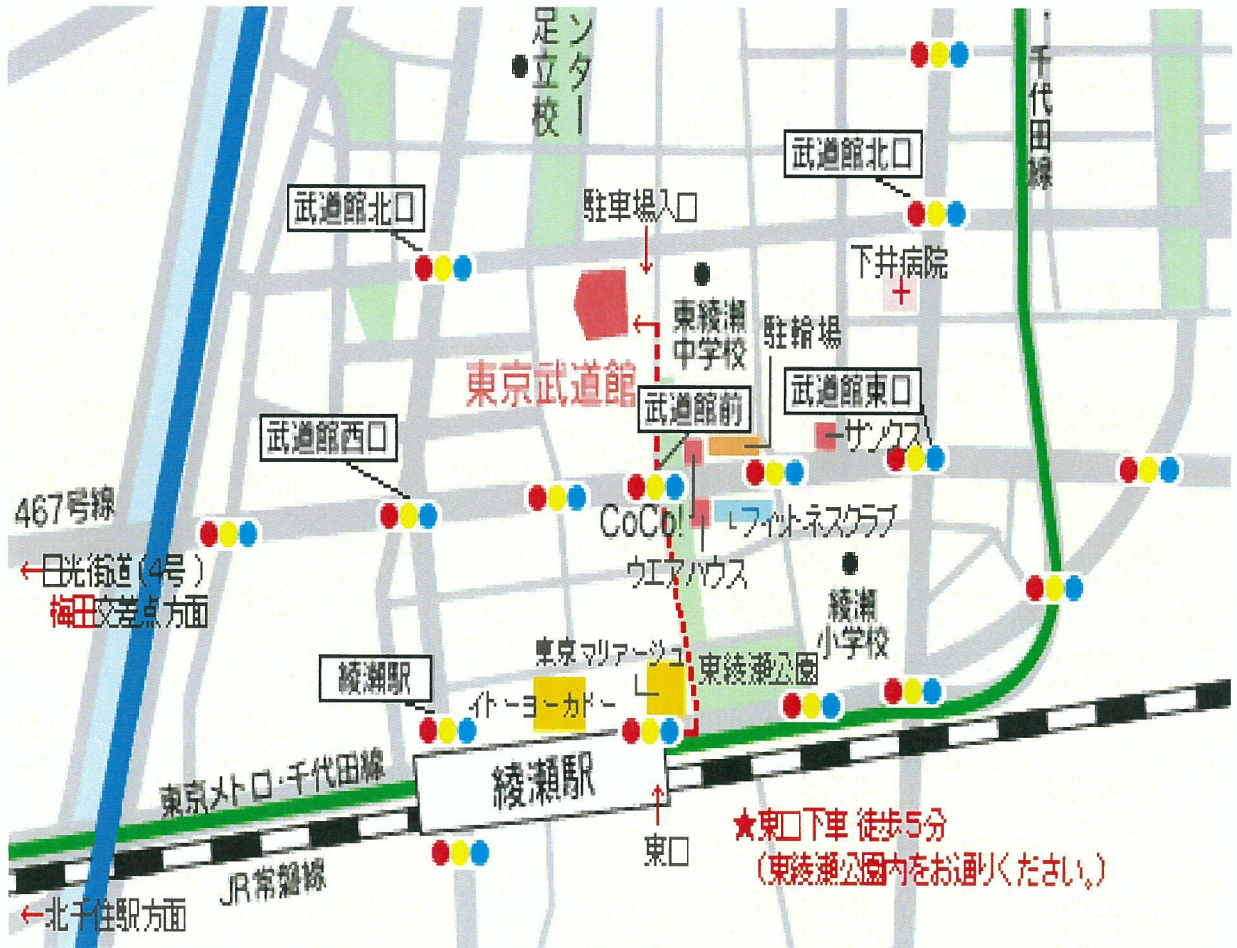 ンター
足立校
・千代田線
武道館北口
武道館北口
駐車場入口
下井病院
東綾瀬
中学校
駐輪場
東京武道館
武道館前
武道館東口
サンクス
武道館西口
467号線
CoCo!
フィットネスクラブ
ウエアハウス
←日光街道(4号)
梅田交差点方面
綾瀬
小学校
東京マリアージュ
東綾瀬公園
綾瀬駅
イトーヨーカドー
綾瀬駅
東京メトロ・千代田線
東口
★東口下車 徒歩5分
(東綾瀬公園内をお通りください。)
JR常磐線
←北千住駅方面